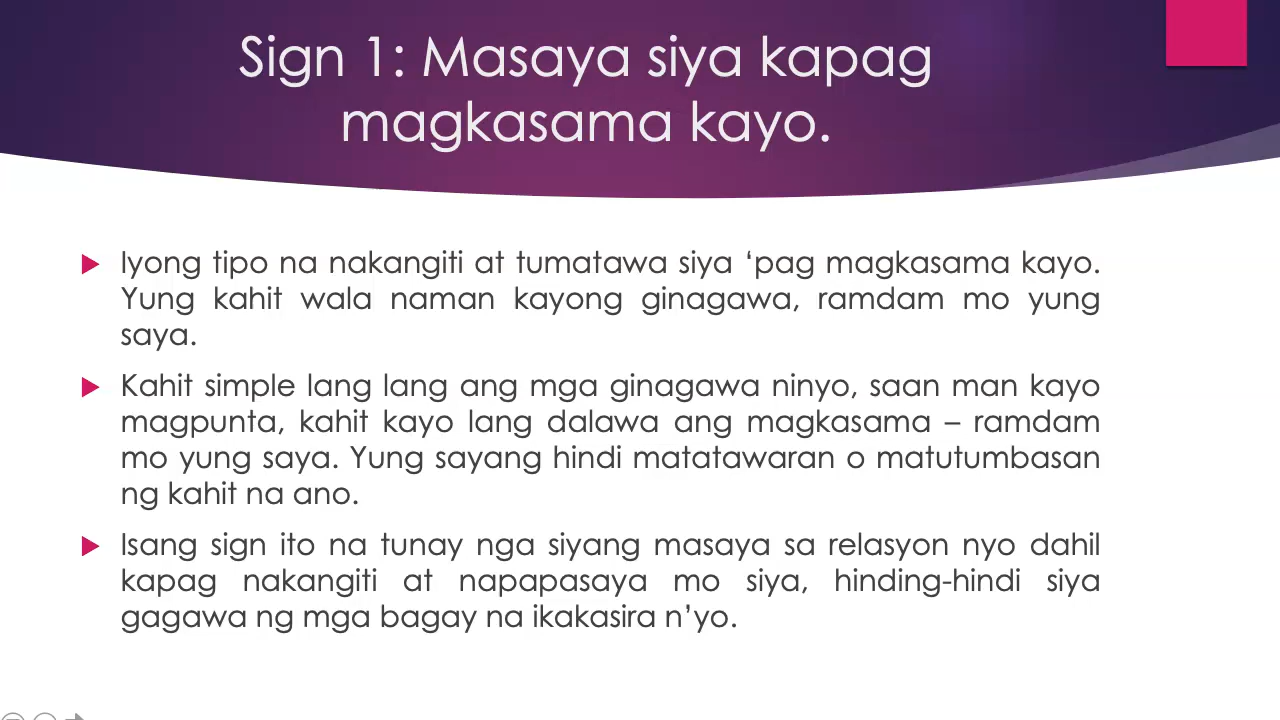 Sign 1: Masaya siya kapag
magkasama kayo.
Iyong tipo na nakangiti at tumatawa siya ‘pag magkasama kayo.
Yung kahit wala naman kayong ginagawa, ramdam mo yung
saya.
Kahit simple lang lang ang mga ginagawa ninyo, saan man kayo
magpunta, kahit kayo lang dalawa ang magkasama – ramdam
mo yung saya. Yung sayang hindi matatawaran o matutumbasan
ng kahit na ano.
Isang sign ito na tunay nga siyang masaya sa relasyon nyo dahil
kapag nakangiti at napapasaya mo siya, hinding-hindi siya
gagawa ng mga bagay na ikakasira n’yo.